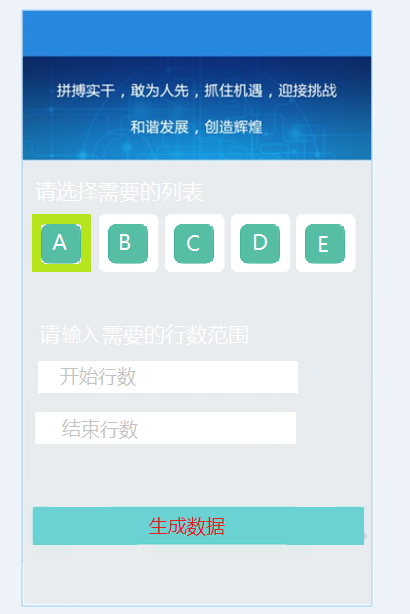 拼搏实干，敢为人先，抓住机遇，迎接挑战
和谐发展，创造辉煌
请选择需要的列表
A B C D E
请输入需要的行数范围
开始行数
结束行数
生成数据